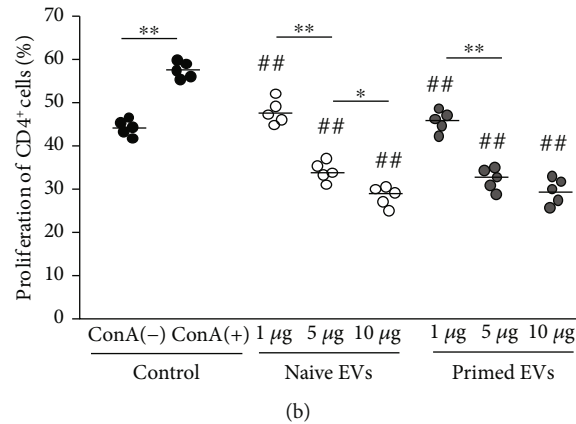 70
60
50
40
30
20
10
0
Proliferation of CD4⁺ cells (%)
** ** * **
## ## ## ## ## ##
ConA(−) ConA(+) 1 μg 5 μg 10 μg 1 μg 5 μg 10 μg
Control Naive EVs Primed EVs
(b)